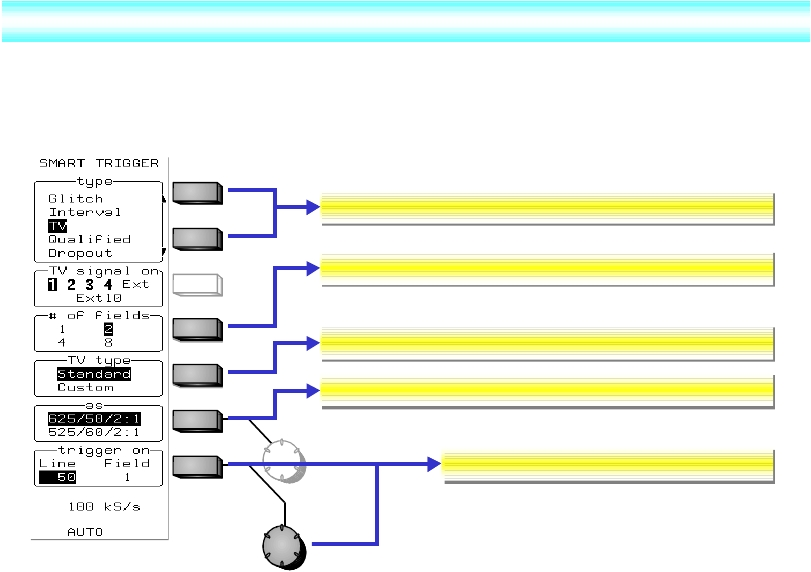 SMART TRIGGER
type
Glitch
Interval
TV
Qualified
Dropout
TV signal on
1 2 3 4 Ext
Ext10
# of fields
1 2
4 8
TV type
Standard
Custom
as
625/50/2:1
525/60/2:1
trigger on
Line Field
50 1
100 kS/s
AUTO